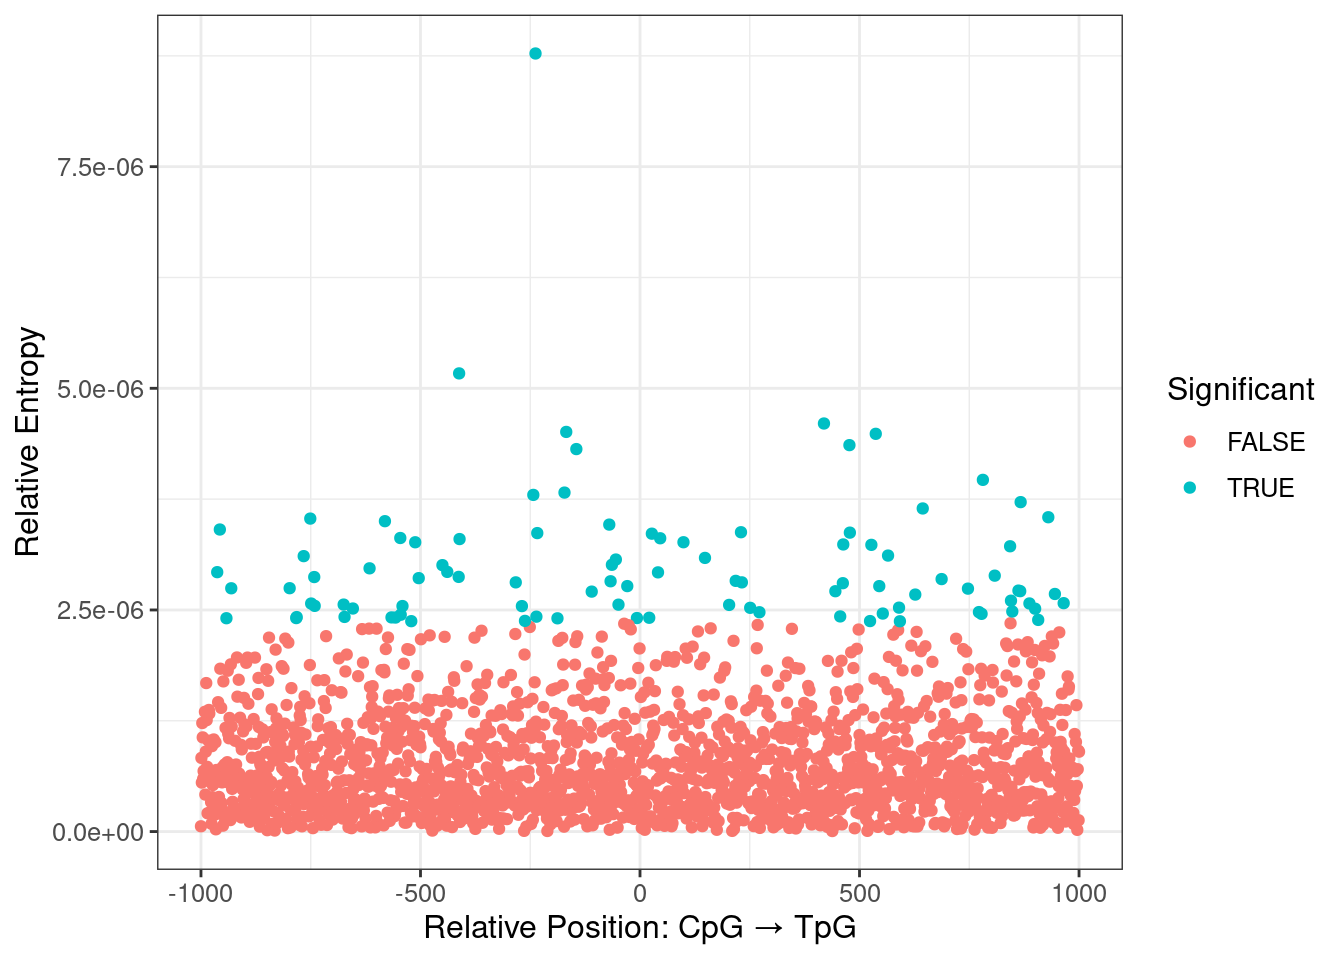 Relative Entropy
7.5e-06
5.0e-06
2.5e-06
0.0e+00
-1000
-500
0
500
1000
Relative Position: CpG → TpG
Significant
FALSE
TRUE